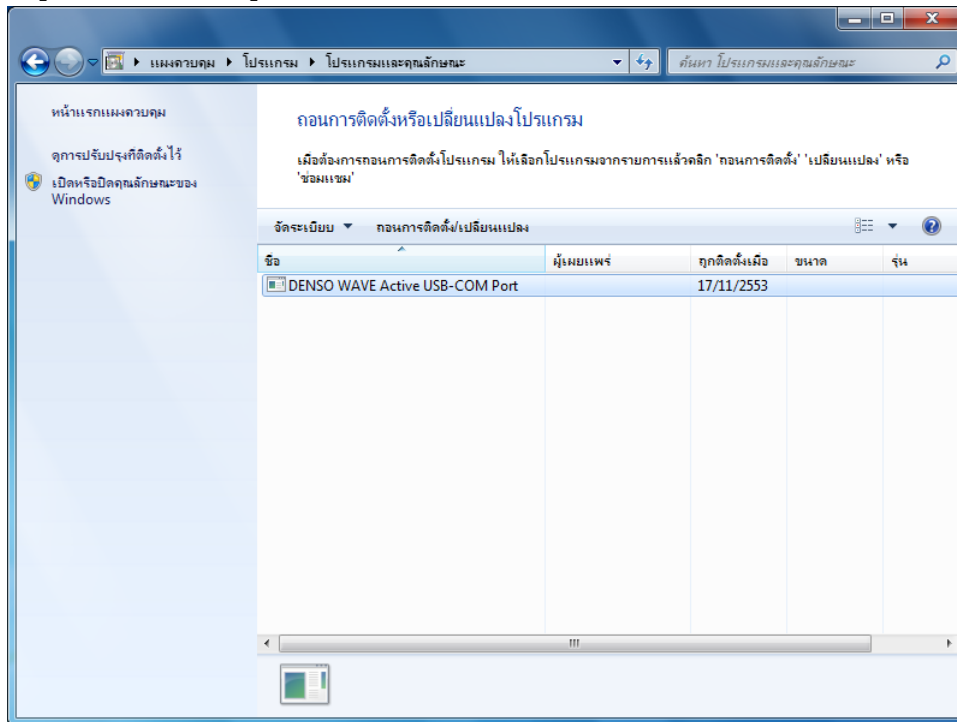 แผงควบคุม ▸ โปรแกรม ▸ โปรแกรมและคุณลักษณะ
ค้นหา โปรแกรมและคุณลักษณะ
หน้าแรกแผงควบคุม
ดูการปรับปรุงที่ติดตั้งไว้
เปิดหรือปิดคุณลักษณะของ
Windows
ถอนการติดตั้งหรือเปลี่ยนแปลงโปรแกรม
เมื่อต้องการถอนการติดตั้งโปรแกรม ให้เลือกโปรแกรมจากรายการแล้วคลิก 'ถอนการติดตั้ง' 'เปลี่ยนแปลง' หรือ
'ซ่อมแซม'
จัดระเบียบ ถอนการติดตั้ง/เปลี่ยนแปลง
ชื่อ ผู้เผยแพร่ ถูกติดตั้งเมื่อ ขนาด รุ่น
DENSO WAVE Active USB-COM Port 17/11/2553